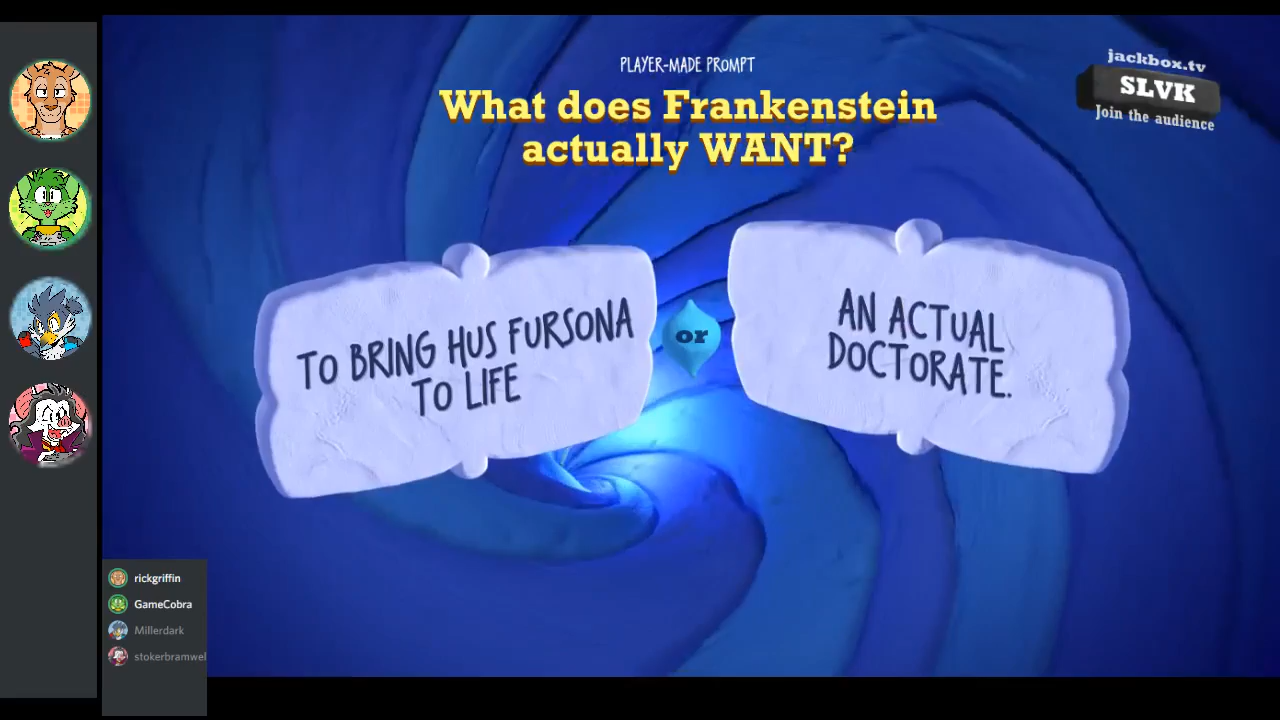 PLAYER-MADE PROMPT
What does Frankenstein
actually WANT?
jackbox.tv
SLVK
Join the audience
TO BRING HUS FURSONA
TO LIFE
or
AN ACTUAL
DOCTORATE.
rickgriffin
GameCobra
Millerdark
stokerbramwel